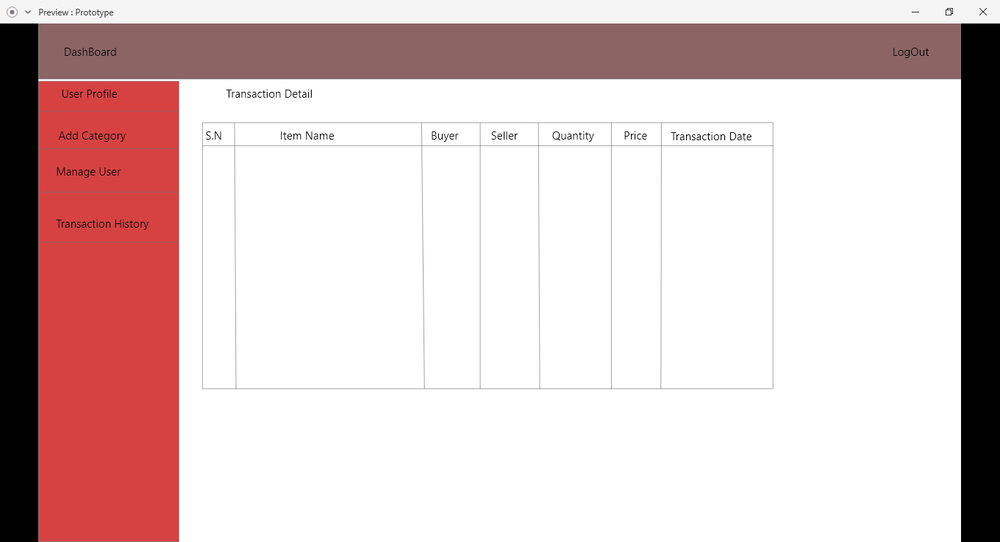 Preview : Prototype
DashBoard
LogOut
User Profile
Add Category
Manage User
Transaction History
Transaction Detail
S.N Item Name Buyer Seller Quantity Price Transaction Date